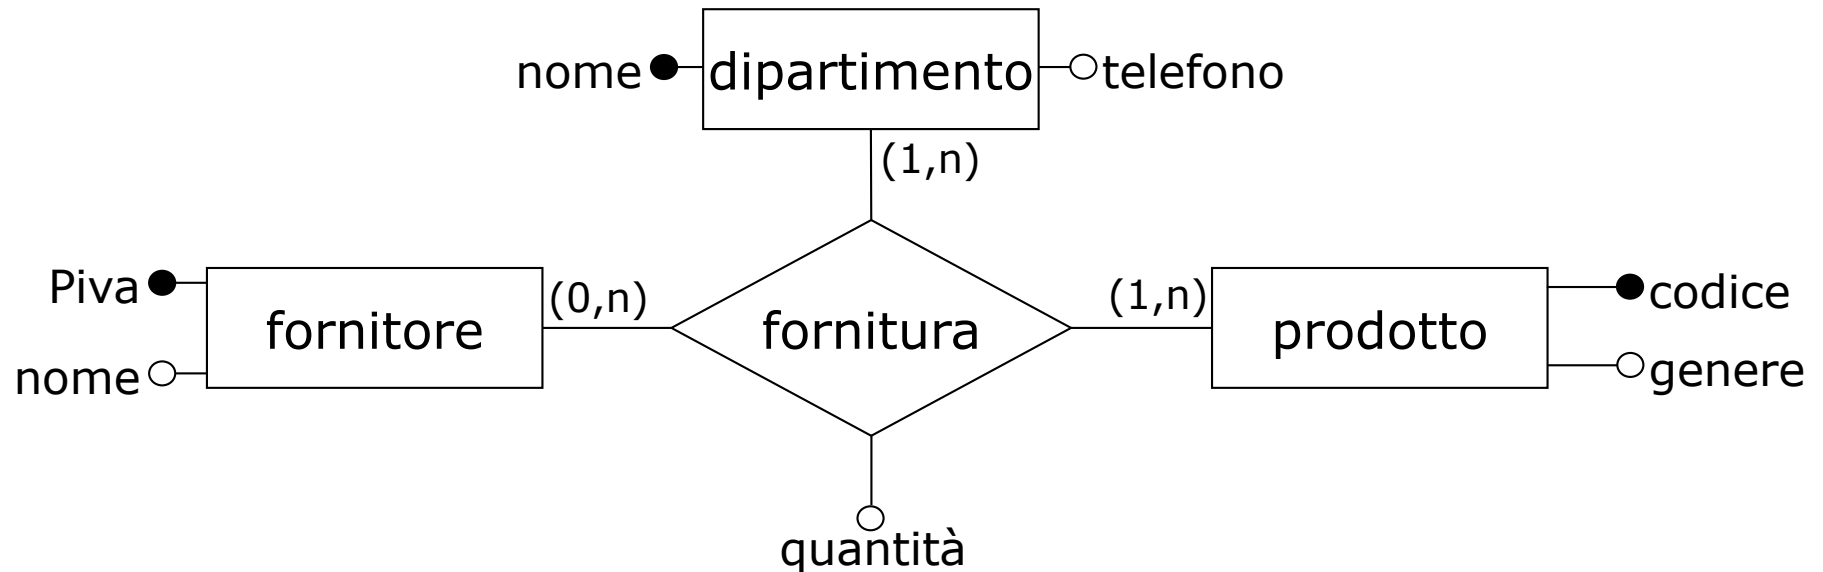 nome
dipartimento
telefono
(1,n)
Piva
nome
fornitore
(0,n)
fornitura
(1,n)
prodotto
codice
genere
quantità